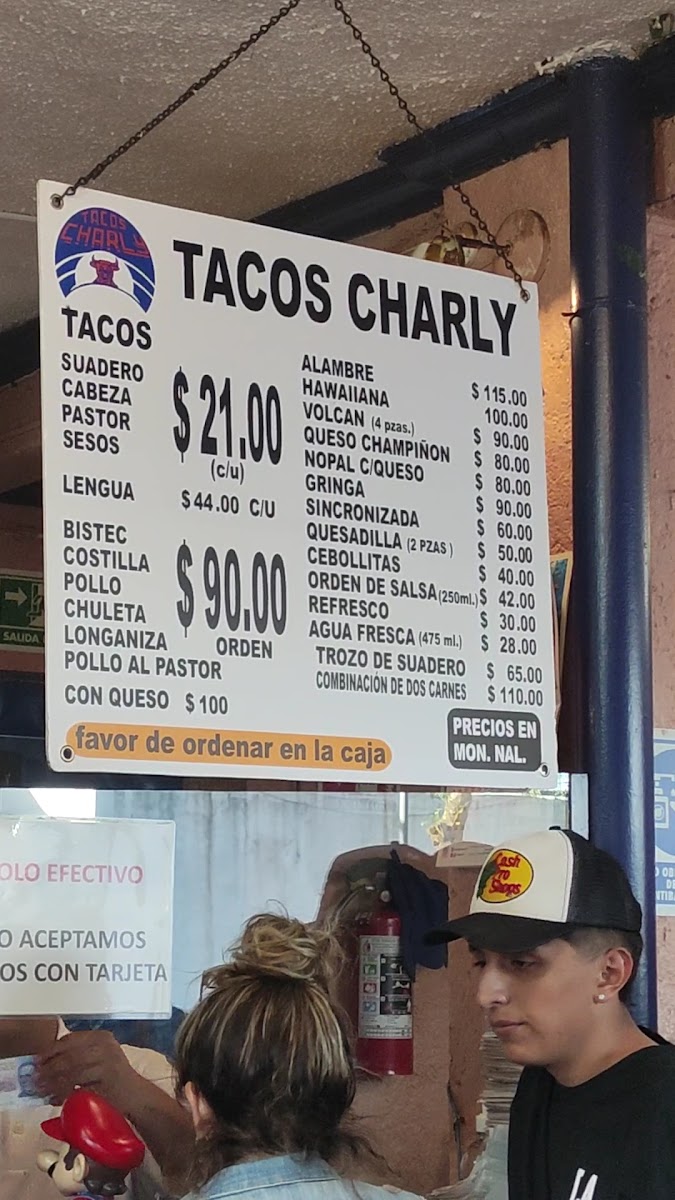 TACOS
CHARLY
TACOS CHARLY
TACOS
SUADERO
CABEZA
PASTOR
SESOS
$21.00
(c/u)
LENGUA $44.00 C/U
BISTEC
COSTILLA
POLLO
CHULETA
LONGANIZA
POLLO AL PASTOR
$90.00
ORDEN
CON QUESO $100
ALAMBRE $115.00
HAWAIIANA 100.00
VOLCAN (4 pzas.) $ 90.00
QUESO CHAMPIÑON $ 80.00
NOPAL C/QUESO $ 80.00
GRINGA $ 90.00
SINCRONIZADA $ 60.00
QUESADILLA (2 PZAS) $ 50.00
CEBOLLITAS $ 40.00
ORDEN DE SALSA (250ml.) $ 42.00
REFRESCO $ 30.00
AGUA FRESCA (475 ml.) $ 28.00
TROZO DE SUADERO $ 65.00
COMBINACIÓN DE DOS CARNES $110.00
favor de ordenar en la caja
PRECIOS EN
MON. NAL.
SALIDA
OLO EFECTIVO
O ACEPTAMOS
OS CON TARJETA
Cash
Pro
Shops